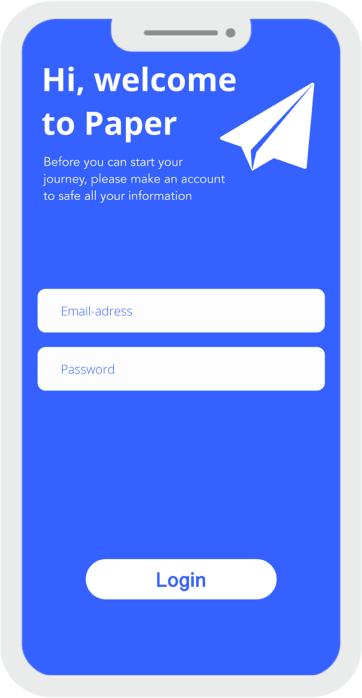 Hi, welcome
to Paper
Before you can start your
journey, please make an account
to safe all your information
Email-adress
Password
Login